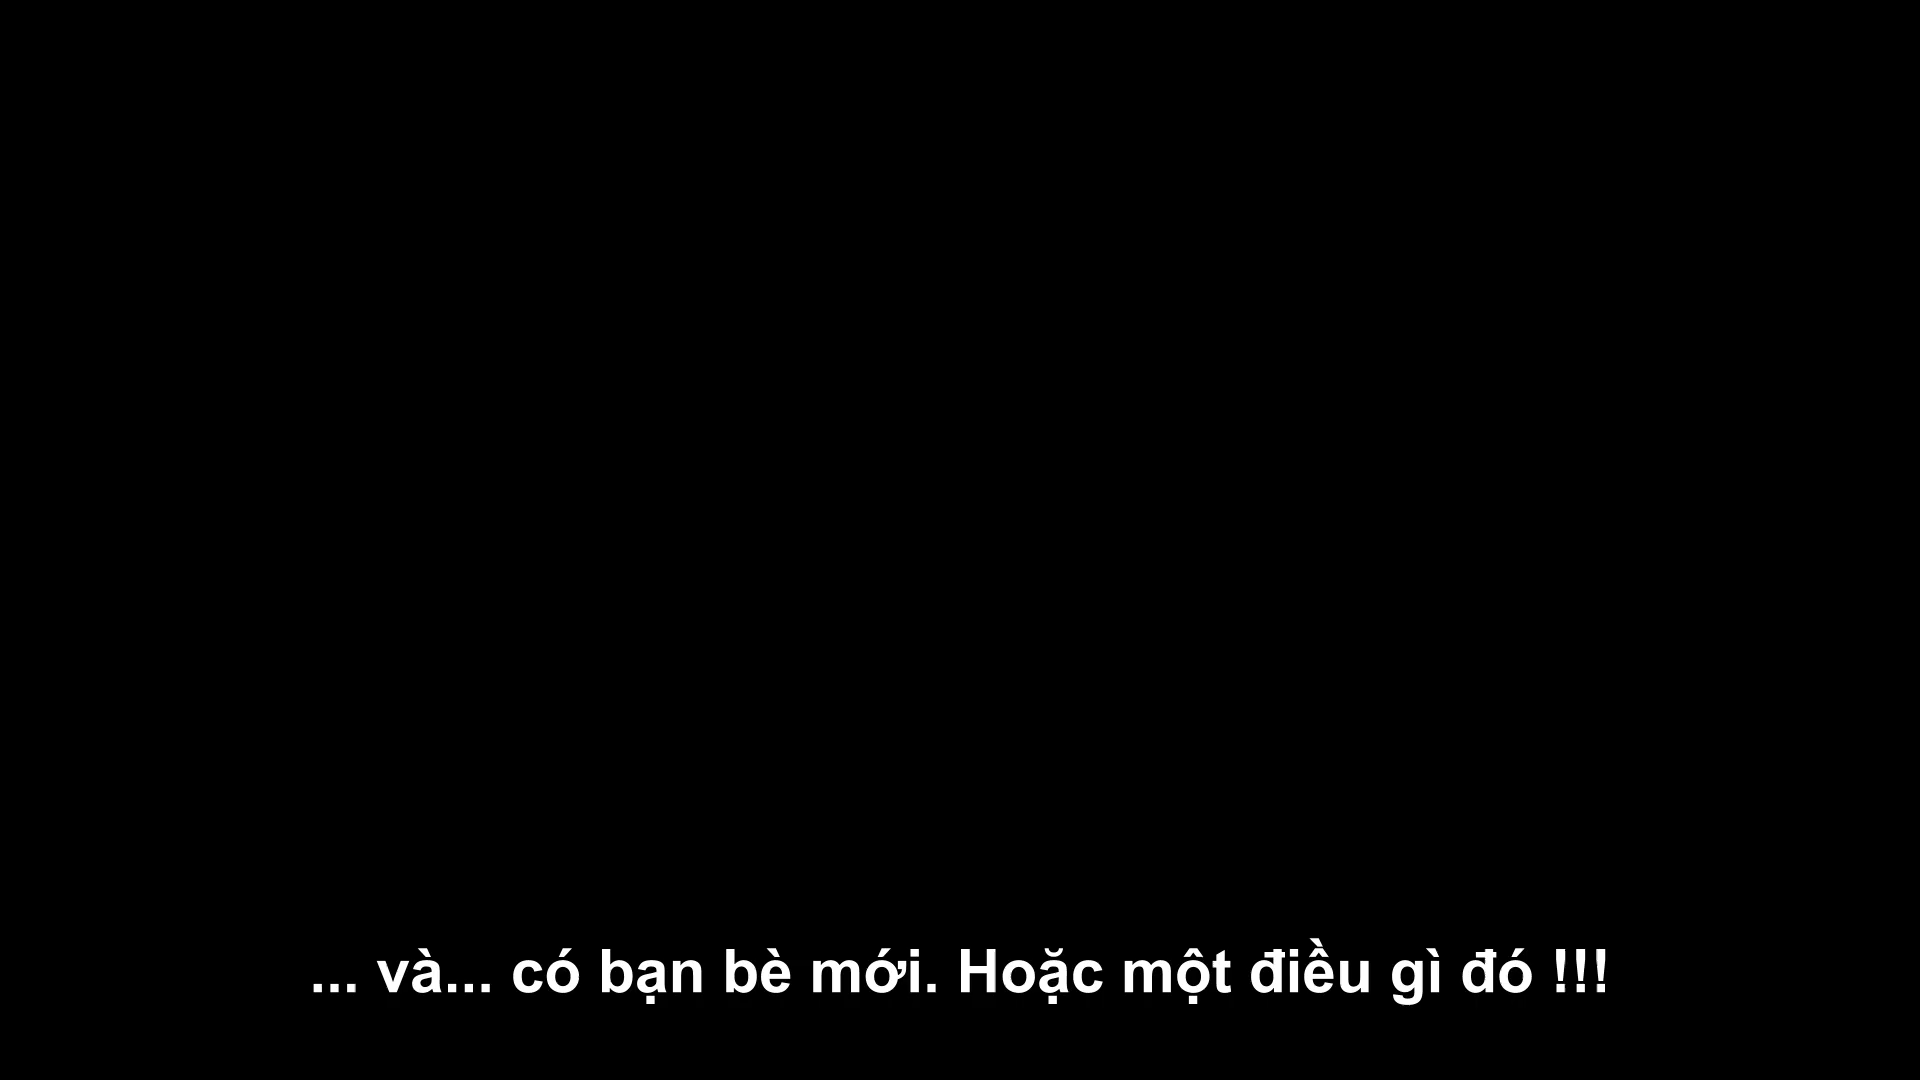 ... và... có bạn bè mới. Hoặc một điều gì đó !!!